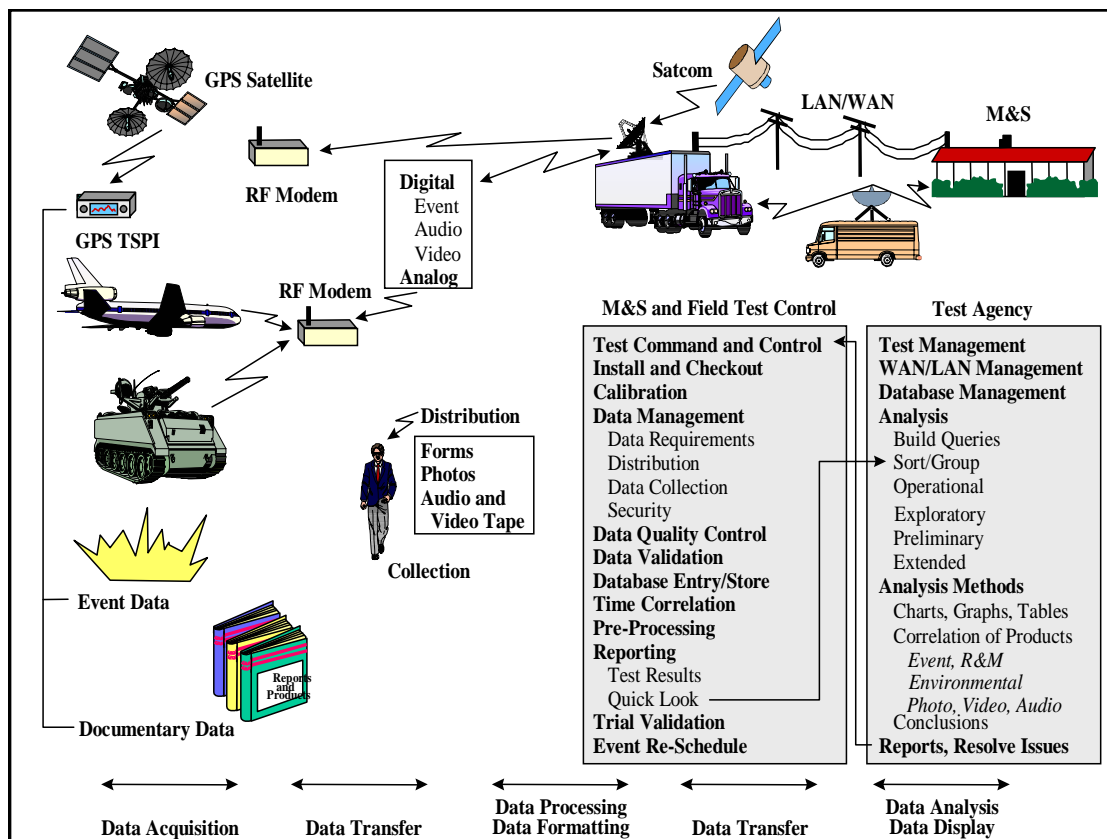 GPS Satellite
Satcom
LAN/WAN
M&S
RF Modem
Digital
Event
Audio
Video
Analog
GPS TSPI
RF Modem
Distribution
Forms
Photos
Audio and
Video Tape
Collection
Event Data
Reports
and
Products
Documentary Data
M&S and Field Test Control
Test Command and Control
Install and Checkout
Calibration
Data Management
Data Requirements
Distribution
Data Collection
Security
Data Quality Control
Data Validation
Database Entry/Store
Time Correlation
Pre-Processing
Reporting
Test Results
Quick Look
Trial Validation
Event Re-Schedule
Test Agency
Test Management
WAN/LAN Management
Database Management
Analysis
Build Queries
Sort/Group
Operational
Exploratory
Preliminary
Extended
Analysis Methods
Charts, Graphs, Tables
Correlation of Products
Event, R&M
Environmental
Photo, Video, Audio
Conclusions
Reports, Resolve Issues
Data Acquisition
Data Transfer
Data Processing
Data Formatting
Data Transfer
Data Analysis
Data Display